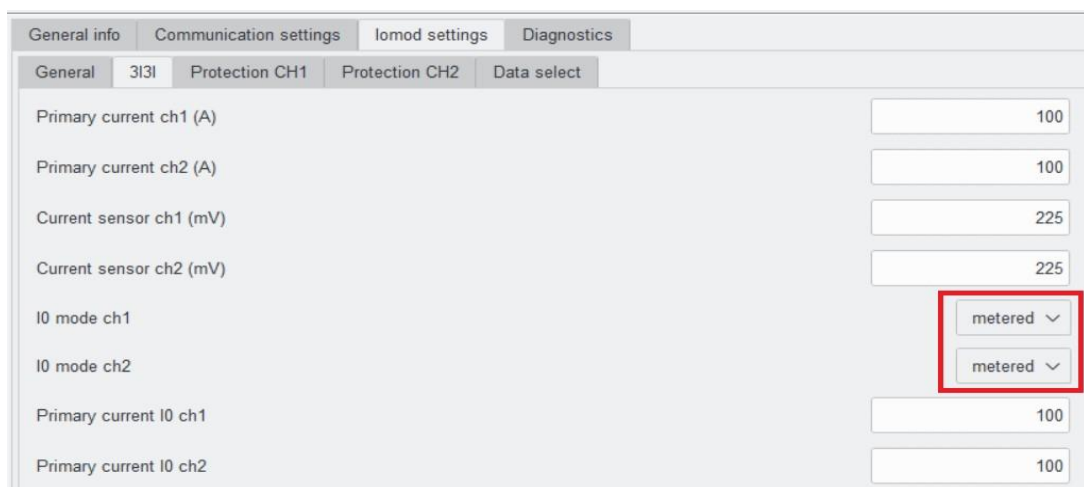 General info Communication settings Iomod settings Diagnostics
General 3I3I Protection CH1 Protection CH2 Data select
Primary current ch1 (A) 100
Primary current ch2 (A) 100
Current sensor ch1 (mV) 225
Current sensor ch2 (mV) 225
I0 mode ch1 metered
I0 mode ch2 metered
Primary current I0 ch1 100
Primary current I0 ch2 100